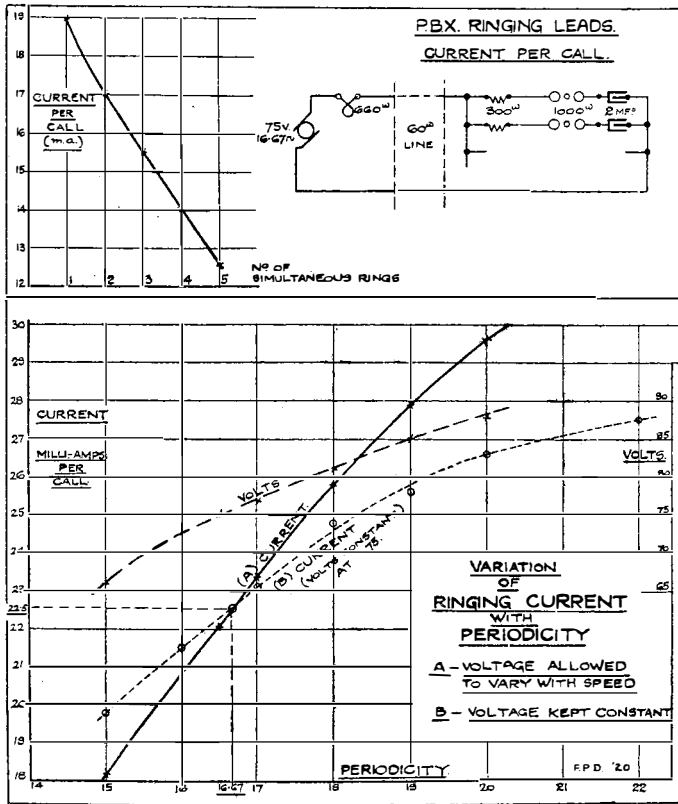 P.B.X. RINGING LEADS.
CURRENT PER CALL.
19
18
17
16
15
14
13
12
CURRENT
PER
CALL
(m.a.)
1 2 3 4 5
Nº OF
SIMULTANEOUS RINGS
75V.
16.67~
660ω
60ω
LINE
300ω
1000ω
2 MFD
30
29
28
27
26
25
24
23
22.5
22
21
20
19
18
CURRENT
MILLI-AMPS
PER
CALL.
VOLTS
(A) CURRENT.
(B) CURRENT
(VOLTS CONSTANT)
AT 75.
90
85
80
75
70
65
VOLTS.
VARIATION
OF
RINGING CURRENT
WITH
PERIODICITY
A – VOLTAGE ALLOWED
TO VARY WITH SPEED
B – VOLTAGE KEPT CONSTANT
PERIODICITY.
F.P.D. '20
14 15 16 16.67 17 18 19 20 21 22